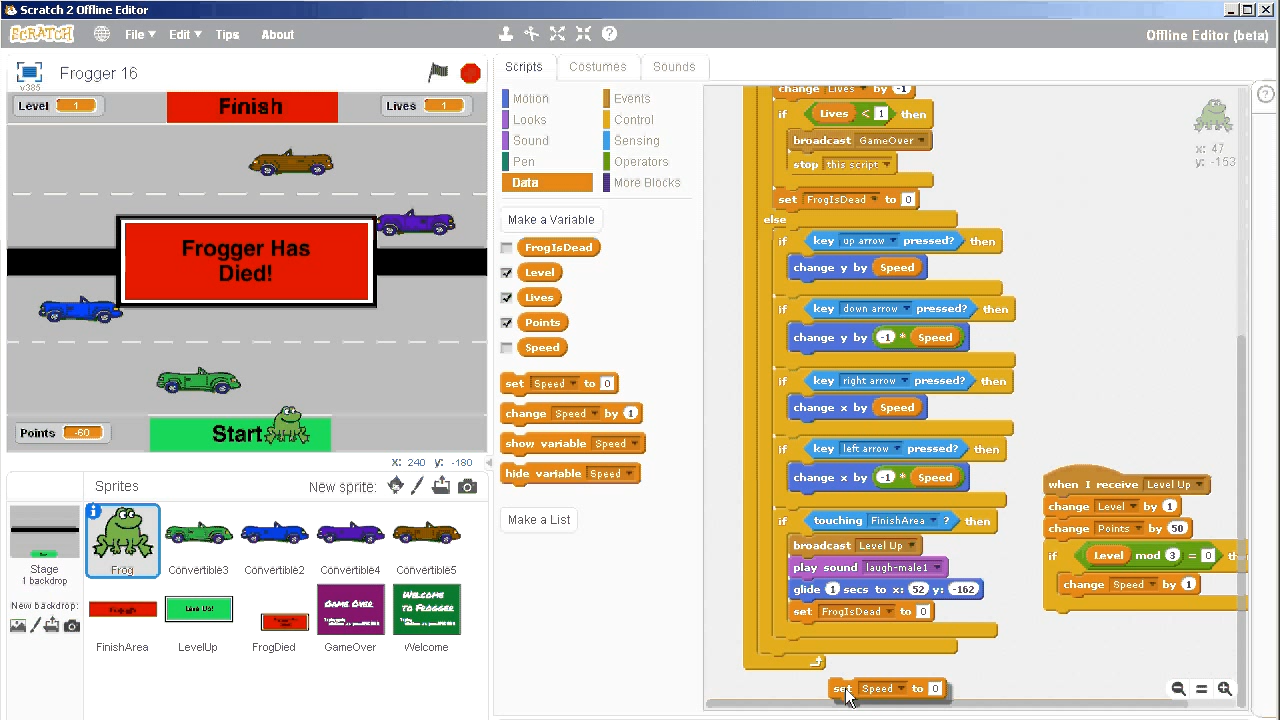 Scratch 2 Offline Editor
SCRATCH File Edit Tips About Offline Editor (beta)
Frogger 16
v385
Scripts Costumes Sounds
Level 1
Finish
Lives 1
Frogger Has
Died!
Points -60
Start
X: 240 y: -180
Sprites New sprite:
Stage
1 backdrop
New backdrop:
Frog
Convertible3
Convertible2
Convertible4
Convertible5
Level Up!
GAME OVER
WELCOME
TO FROGGER
FinishArea
LevelUp
FrogDied
GameOver
Welcome
Motion
Looks
Sound
Pen
Data
Events
Control
Sensing
Operators
More Blocks
Make a Variable
FrogIsDead
Level
Lives
Points
Speed
set Speed to 0
change Speed by 1
show variable Speed
hide variable Speed
Make a List
change Lives by -1
if Lives < 1 then
broadcast GameOver
stop this script
set FrogIsDead to 0
else
if key up arrow pressed? then
change y by Speed
if key down arrow pressed? then
change y by -1 * Speed
if key right arrow pressed? then
change x by Speed
if key left arrow pressed? then
change x by -1 * Speed
if touching FinishArea ? then
broadcast Level Up
play sound laugh-male1
glide 1 secs to x: 52 y: -162
set FrogIsDead to 0
set Speed to 0
when I receive Level Up
change Level by 1
change Points by 50
if Level mod 3 = 0 th
change Speed by 1
x: 47
y: -153